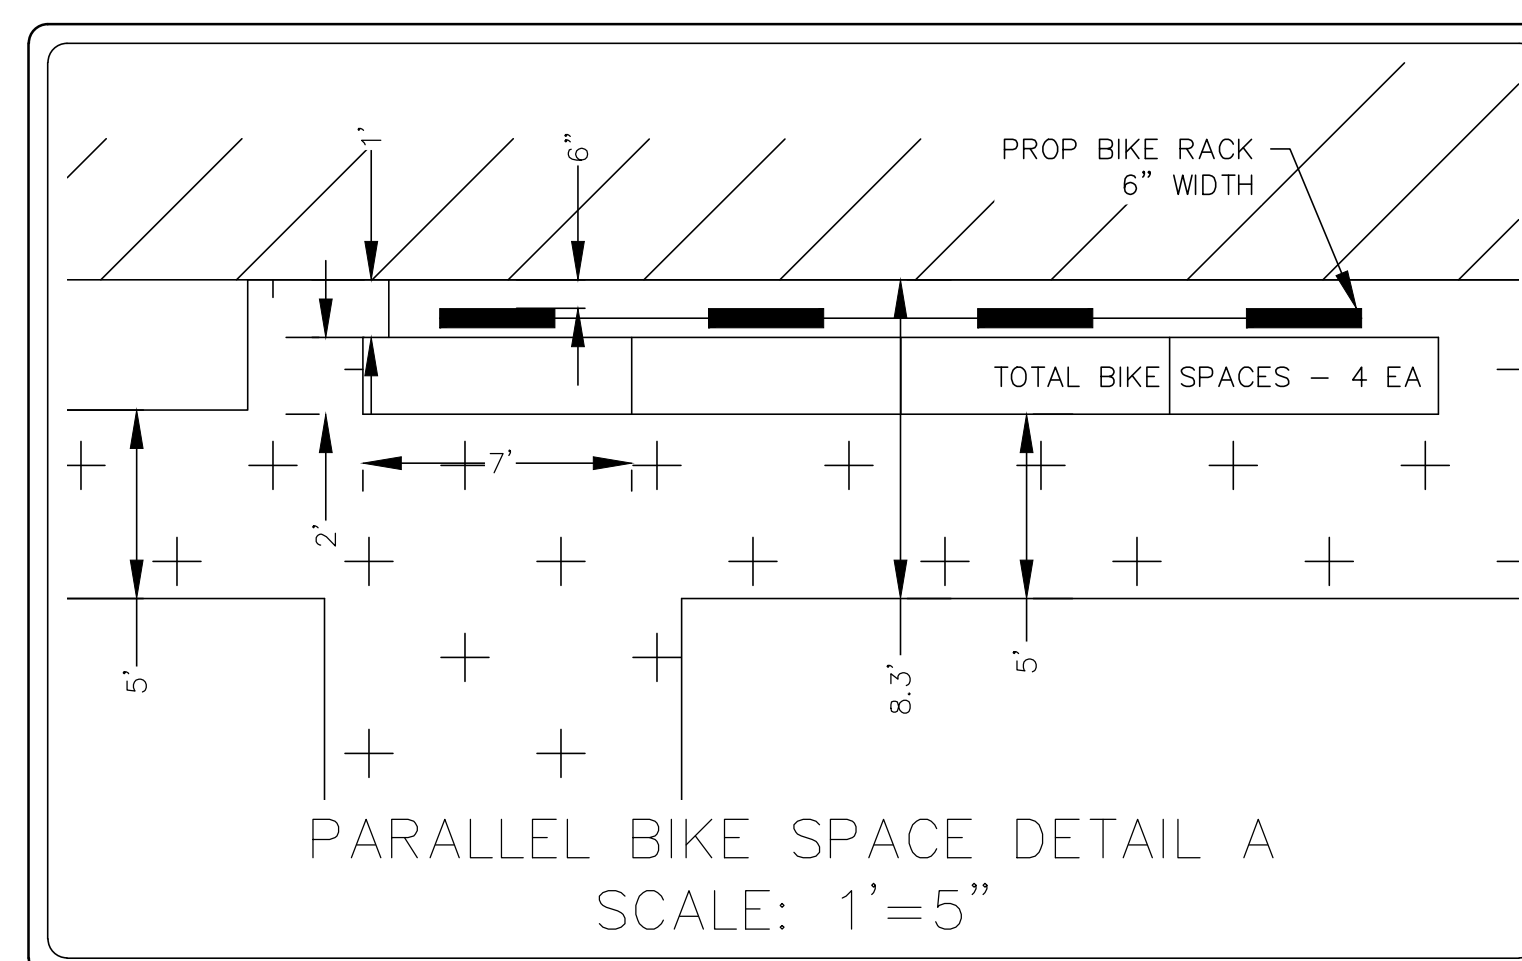 1'
6"
PROP BIKE RACK
6" WIDTH
TOTAL BIKE SPACES – 4 EA
7'
2'
5'
8.3'
5'
PARALLEL BIKE SPACE DETAIL A
SCALE: 1'=5"